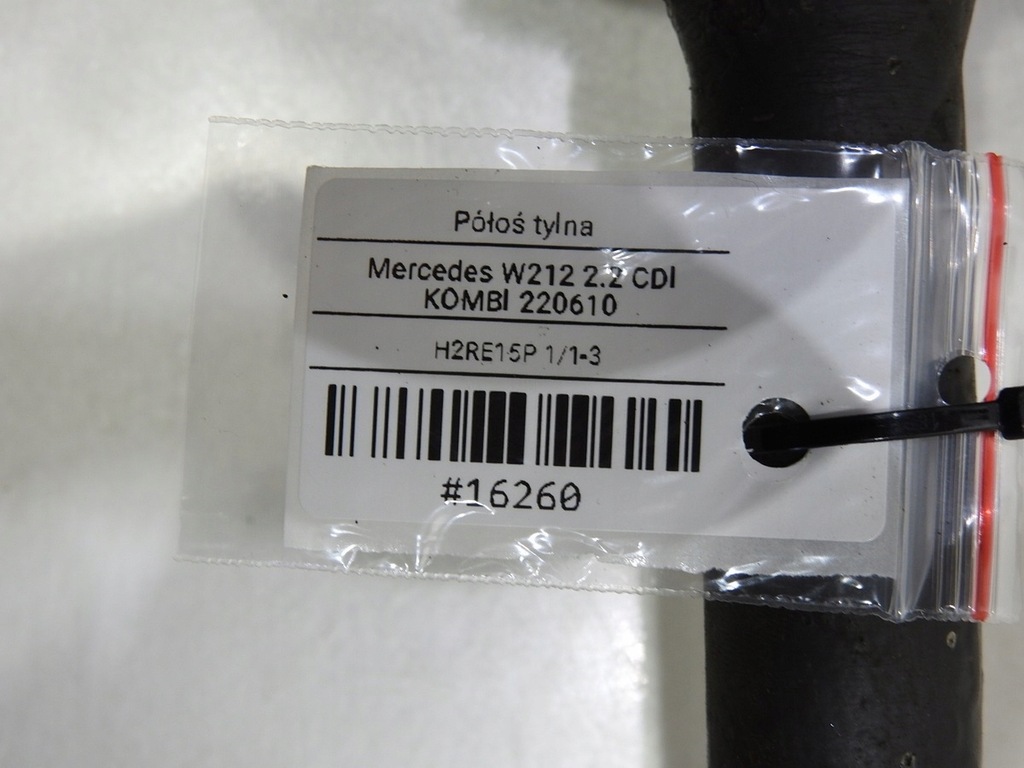 Półoś tylna
Mercedes W212 2.2 CDI
KOMBI 220610
H2RE15P 1/1-3
#16260